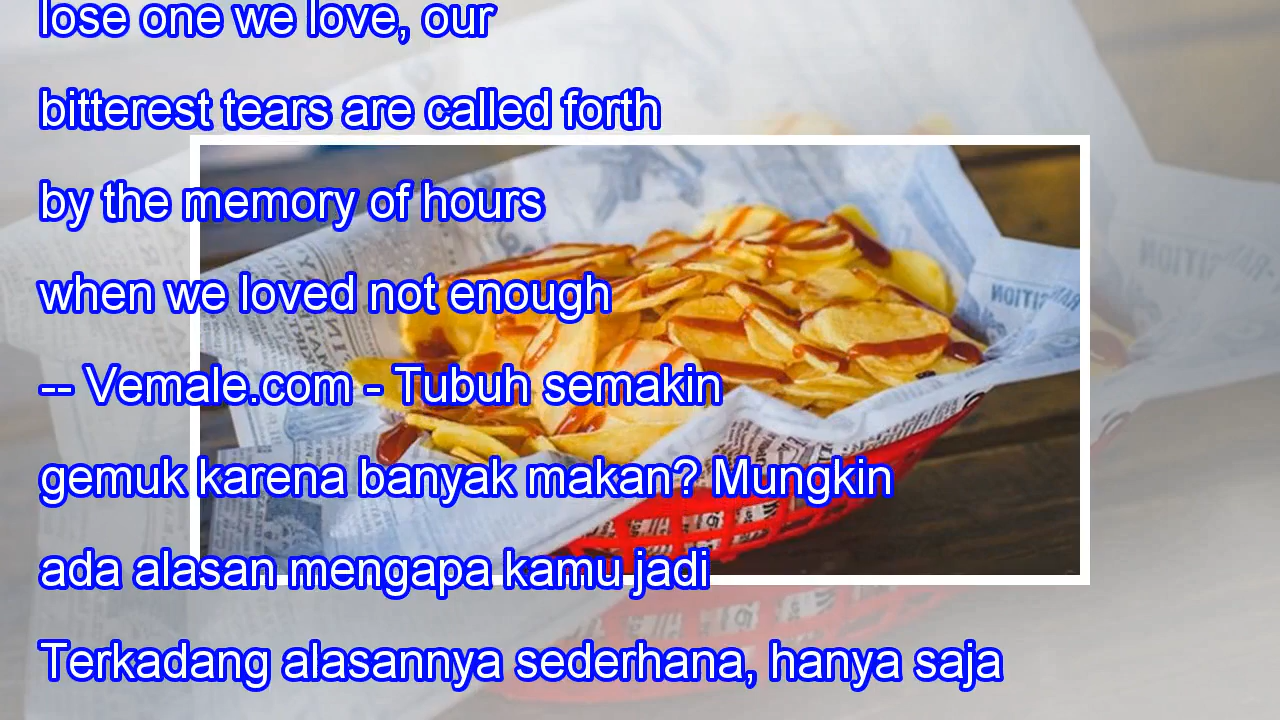 lose one we love, our
bitterest tears are called forth
by the memory of hours
when we loved not enough
-- Vemale.com - Tubuh semakin
gemuk karena banyak makan? Mungkin
ada alasan mengapa kamu jadi
Terkadang alasannya sederhana, hanya saja